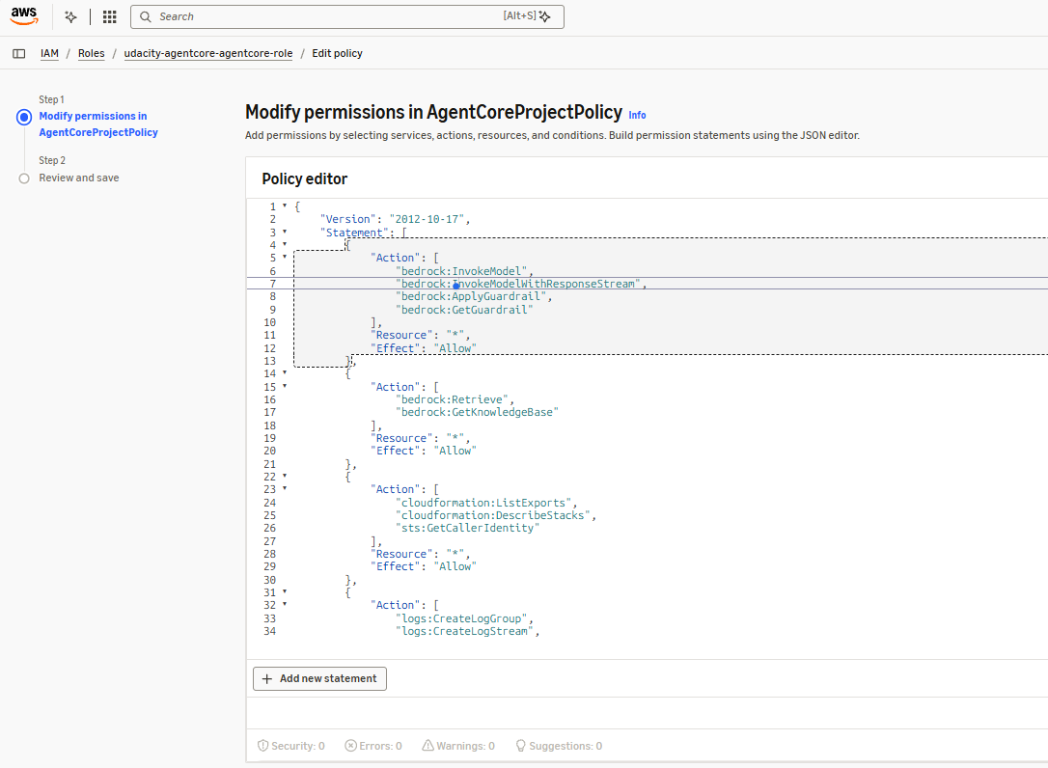 aws
Search
[Alt+S]
IAM / Roles / udacity-agentcore-agentcore-role / Edit policy
Step 1
Modify permissions in
AgentCoreProjectPolicy
Step 2
Review and save
Modify permissions in AgentCoreProjectPolicy Info
Add permissions by selecting services, actions, resources, and conditions. Build permission statements using the JSON editor.
Policy editor
1 {
2 "Version": "2012-10-17",
3 "Statement": [
4 {
5 "Action": [
6 "bedrock:InvokeModel",
7 "bedrock:InvokeModelWithResponseStream",
8 "bedrock:ApplyGuardrail",
9 "bedrock:GetGuardrail"
10 ],
11 "Resource": "*",
12 "Effect": "Allow"
13 },
14 {
15 "Action": [
16 "bedrock:Retrieve",
17 "bedrock:GetKnowledgeBase"
18 ],
19 "Resource": "*",
20 "Effect": "Allow"
21 },
22 {
23 "Action": [
24 "cloudformation:ListExports",
25 "cloudformation:DescribeStacks",
26 "sts:GetCallerIdentity"
27 ],
28 "Resource": "*",
29 "Effect": "Allow"
30 },
31 {
32 "Action": [
33 "logs:CreateLogGroup",
34 "logs:CreateLogStream",
+ Add new statement
Security: 0 Errors: 0 Warnings: 0 Suggestions: 0